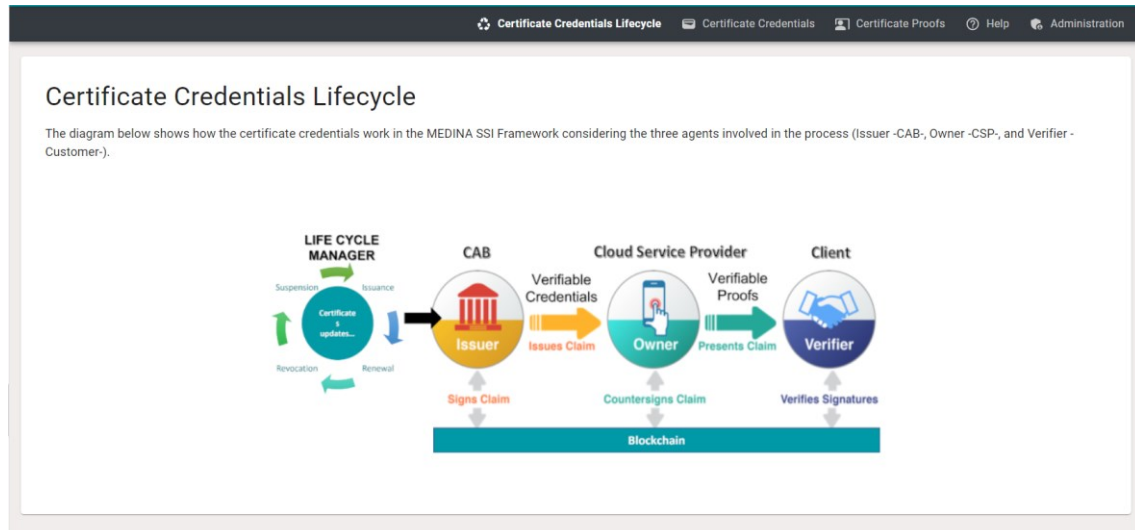 Certificate Credentials Lifecycle
Certificate Credentials
Certificate Proofs
Help
Administration
Certificate Credentials Lifecycle
The diagram below shows how the certificate credentials work in the MEDINA SSI Framework considering the three agents involved in the process (Issuer -CAB-, Owner -CSP-, and Verifier -
Customer-).
LIFE CYCLE
MANAGER
Suspension
Issuance
Certificate
s
updates...
Revocation
Renewal
CAB
Issuer
Verifiable
Credentials
Issues Claim
Cloud Service Provider
Owner
Verifiable
Proofs
Presents Claim
Client
Verifier
Signs Claim
Countersigns Claim
Verifies Signatures
Blockchain